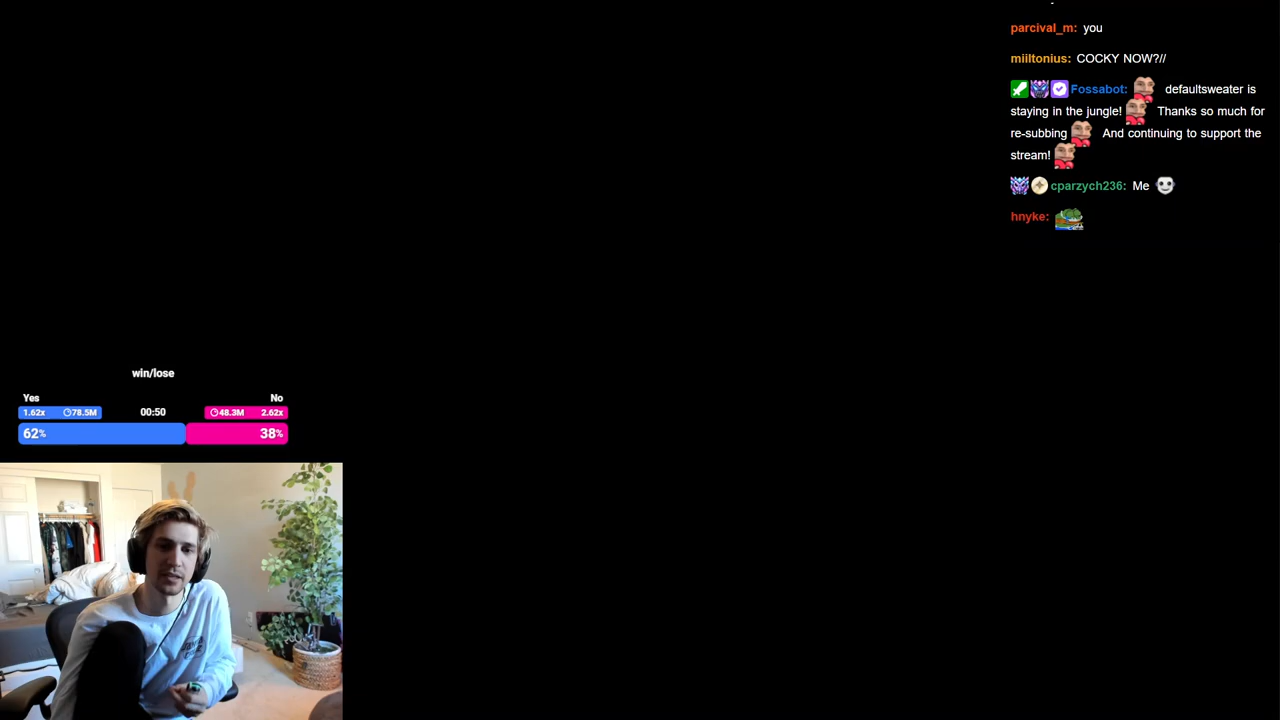 parcival_m: you
miiltonius: COCKY NOW?//
Fossabot: defaultsweater is
staying in the jungle! Thanks so much for
re-subbing And continuing to support the
stream!
cparzych236: Me
hnyke:
win/lose
Yes No
1.62x 78.5M 00:50 48.3M 2.62x
62% 38%